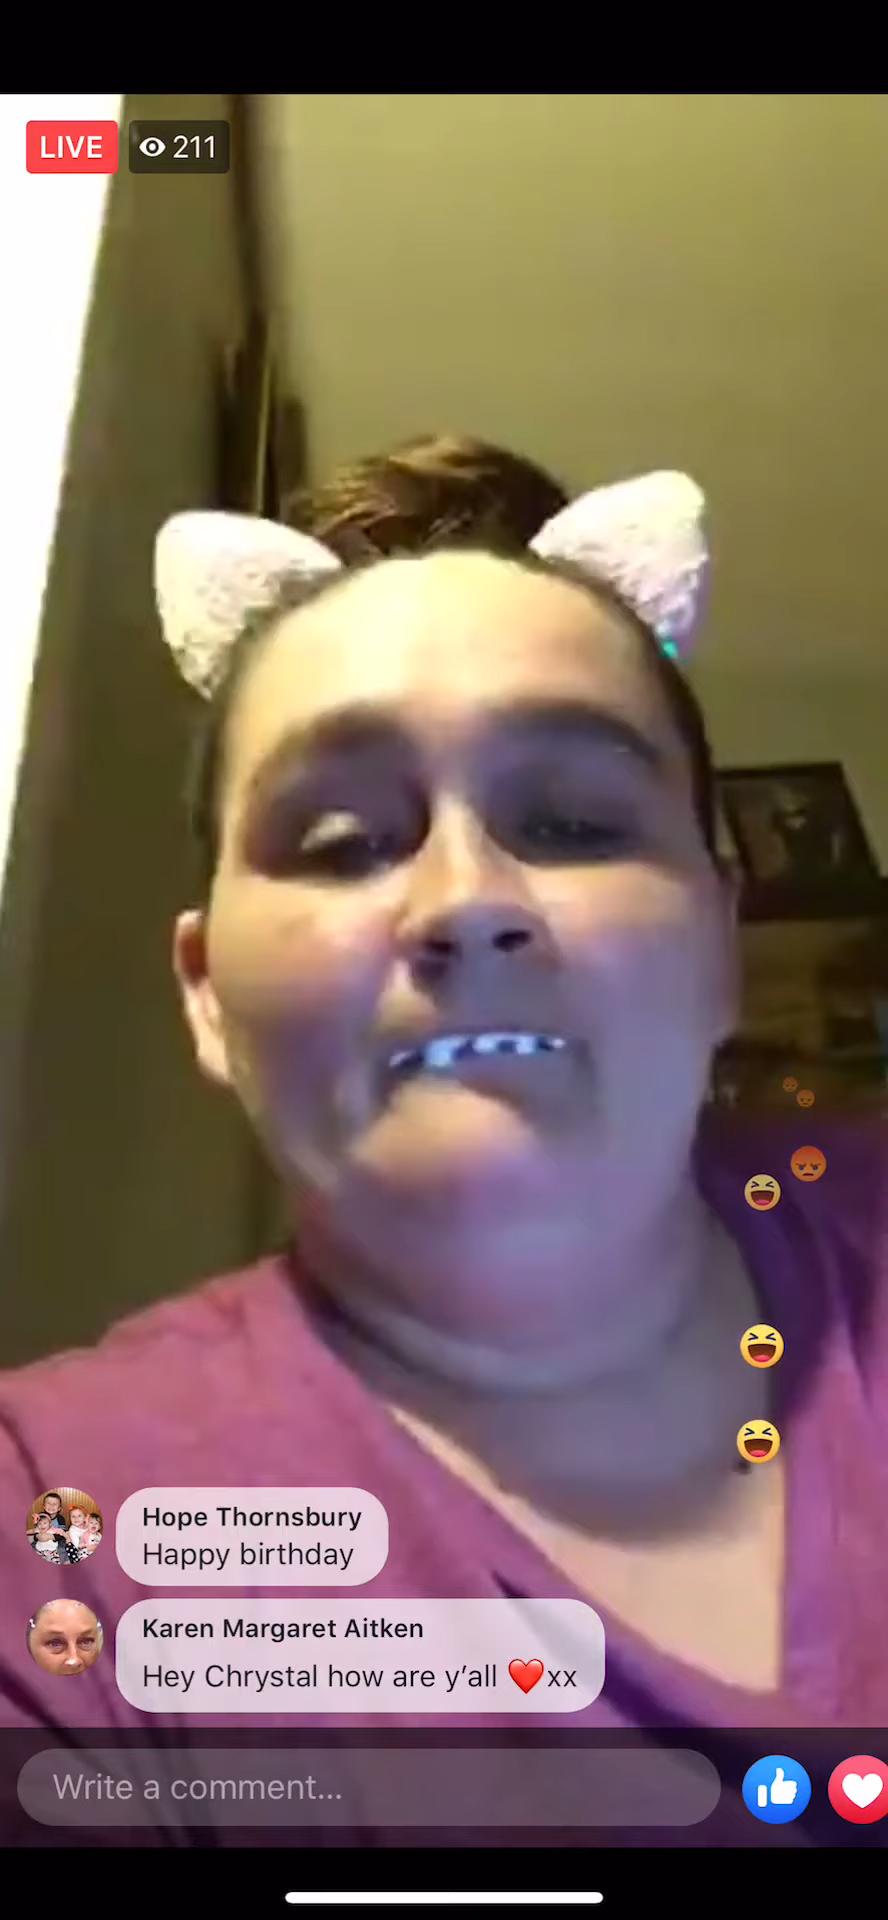 LIVE 211
Hope Thornsbury
Happy birthday
Karen Margaret Aitken
Hey Chrystal how are y’all ❤️xx
Write a comment...